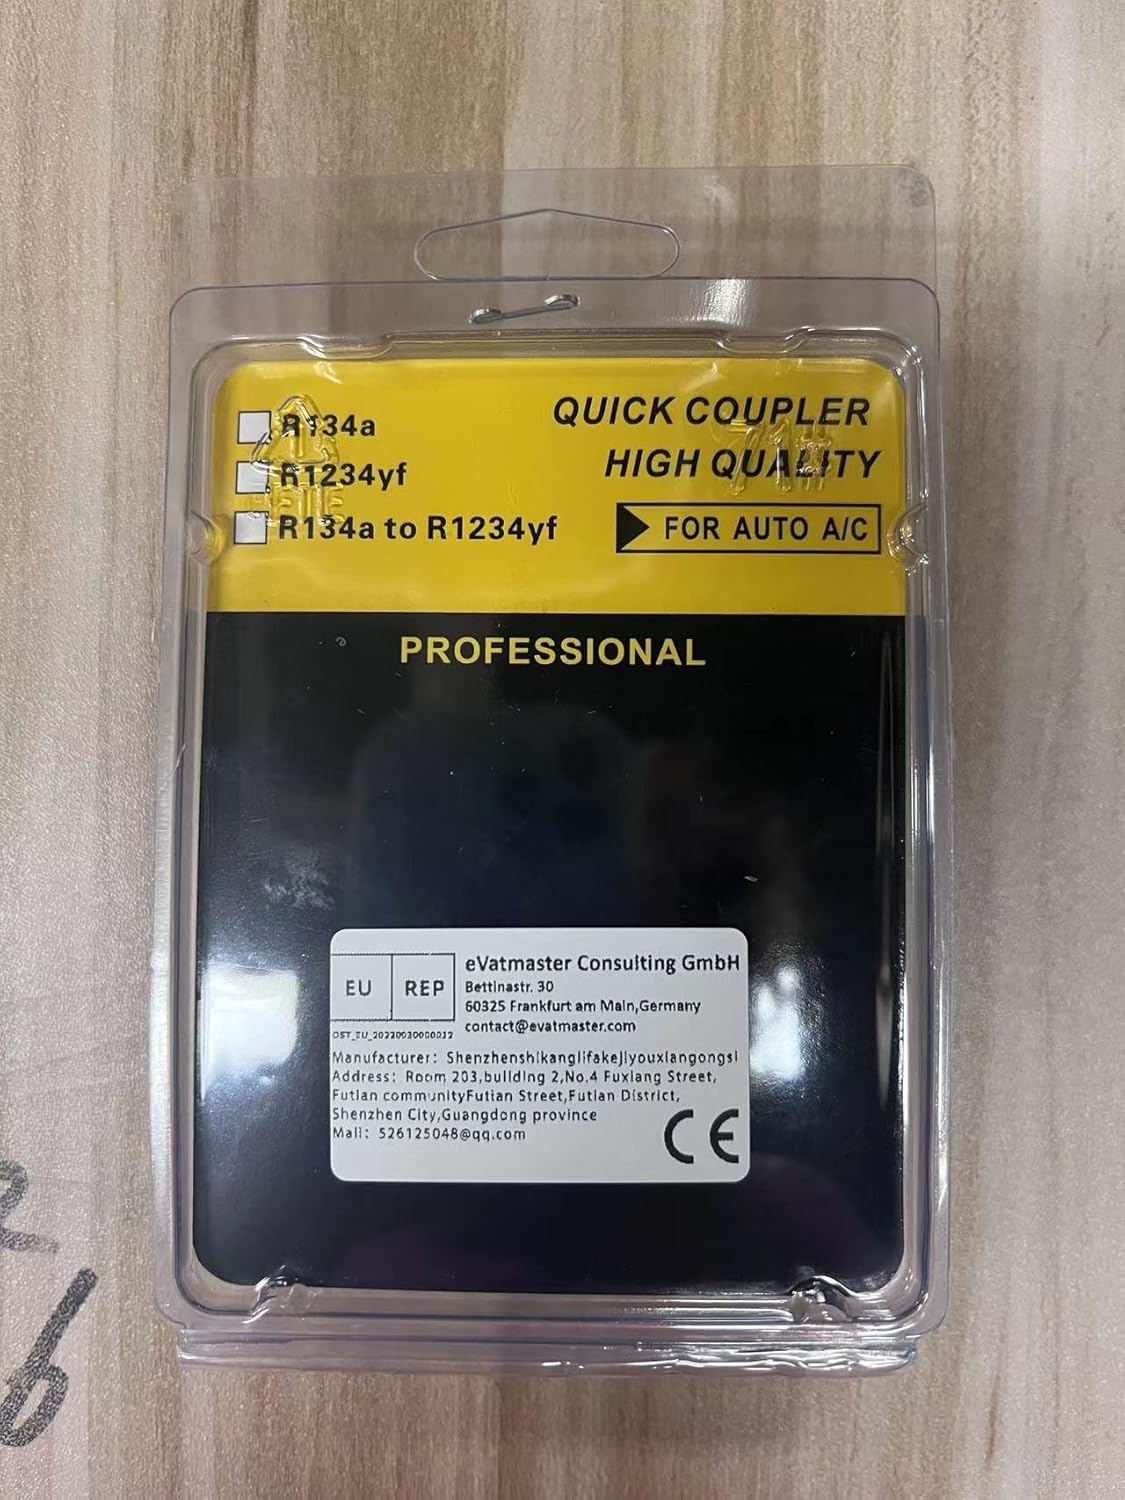 R134a
R1234yf
R134a to R1234yf
QUICK COUPLER
HIGH QUALITY
71#
FOR AUTO A/C
PROFESSIONAL
EU REP
eVatmaster Consulting GmbH
Bettinastr. 30
60325 Frankfurt am Main,Germany
contact@evatmaster.com
Manufacturer: Shenzhenshikanglifakejiyouxiangongsi
Address: Room 203,building 2,No.4 Fuxiang Street,
Futian communityFutian Street,Futian District,
Shenzhen City,Guangdong province
Mail: 526125048@qq.com
CE